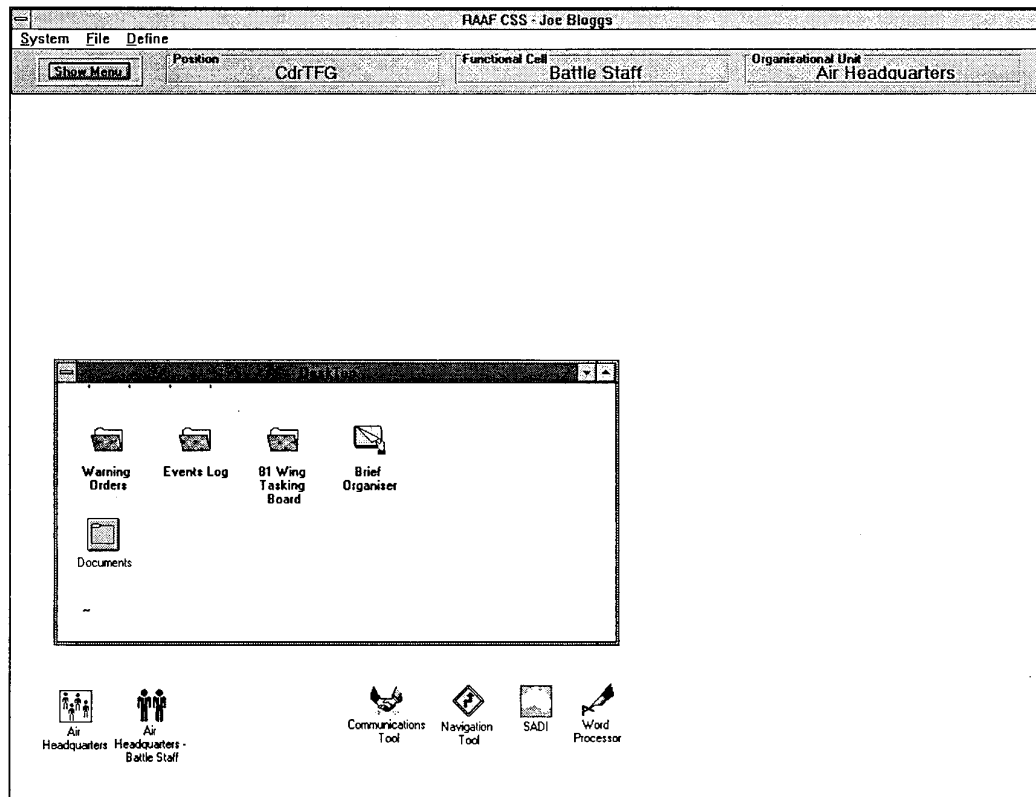 RAAF CSS - Joe Bloggs
System File Define
Show Menu
Position
CdrTFG
Functional Cell
Battle Staff
Organisational Unit
Air Headquarters
Desktop
Warning
Orders
Events Log
81 Wing
Tasking
Board
Brief
Organiser
Documents
~
Air
Headquarters
Air
Headquarters -
Battle Staff
Communications
Tool
Navigation
Tool
SADI
Word
Processor